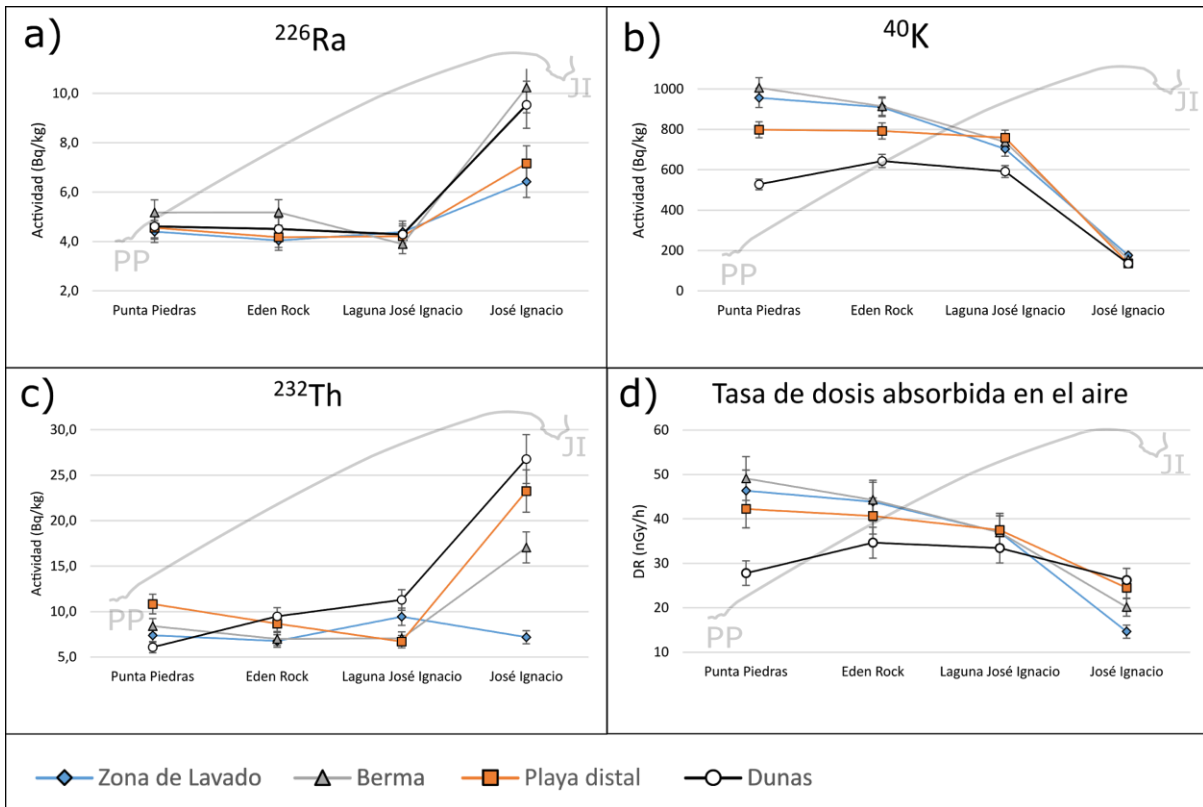 a)
²²⁶Ra
Actividad (Bq/kg)
10,0
8,0
6,0
4,0
2,0
PP
JI
Punta Piedras Eden Rock Laguna José Ignacio José Ignacio
b)
⁴⁰K
Actividad (Bq/kg)
1000
800
600
400
200
0
PP
JI
Punta Piedras Eden Rock Laguna José Ignacio José Ignacio
c)
²³²Th
Actividad (Bq/kg)
30,0
25,0
20,0
15,0
10,0
5,0
PP
JI
Punta Piedras Eden Rock Laguna José Ignacio José Ignacio
d)
Tasa de dosis absorbida en el aire
DR (nGy/h)
60
50
40
30
20
10
PP
JI
Punta Piedras Eden Rock Laguna José Ignacio José Ignacio
Zona de Lavado Berma Playa distal Dunas